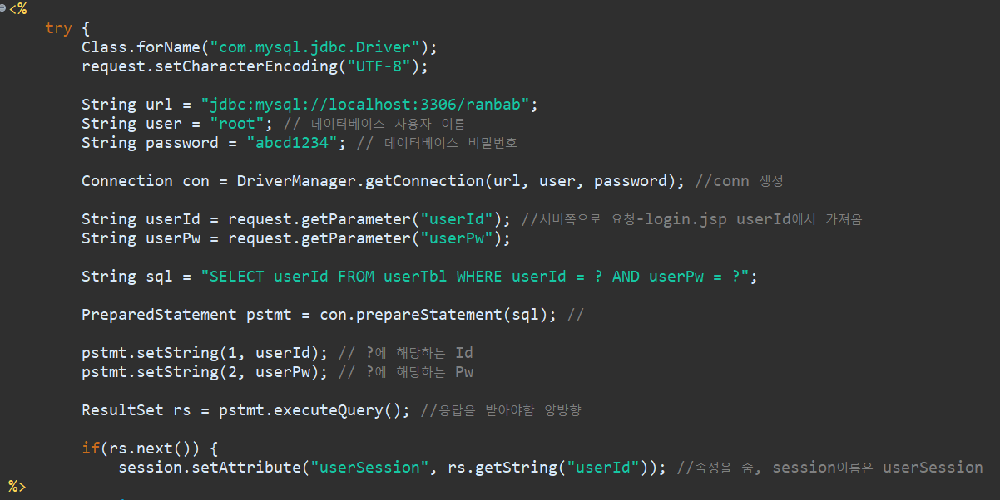 <%
try {
Class.forName("com.mysql.jdbc.Driver");
request.setCharacterEncoding("UTF-8");
String url = "jdbc:mysql://localhost:3306/ranbab";
String user = "root"; // 데이터베이스 사용자 이름
String password = "abcd1234"; // 데이터베이스 비밀번호
Connection con = DriverManager.getConnection(url, user, password); //conn 생성
String userId = request.getParameter("userId"); //서버쪽으로 요청-login.jsp userId에서 가져옴
String userPw = request.getParameter("userPw");
String sql = "SELECT userId FROM userTbl WHERE userId = ? AND userPw = ?";
PreparedStatement pstmt = con.prepareStatement(sql); //
pstmt.setString(1, userId); // ?에 해당하는 Id
pstmt.setString(2, userPw); // ?에 해당하는 Pw
ResultSet rs = pstmt.executeQuery(); //응답을 받아야함 양방향
if(rs.next()) {
session.setAttribute("userSession", rs.getString("userId")); //속성을 줌, session이름은 userSession
%>